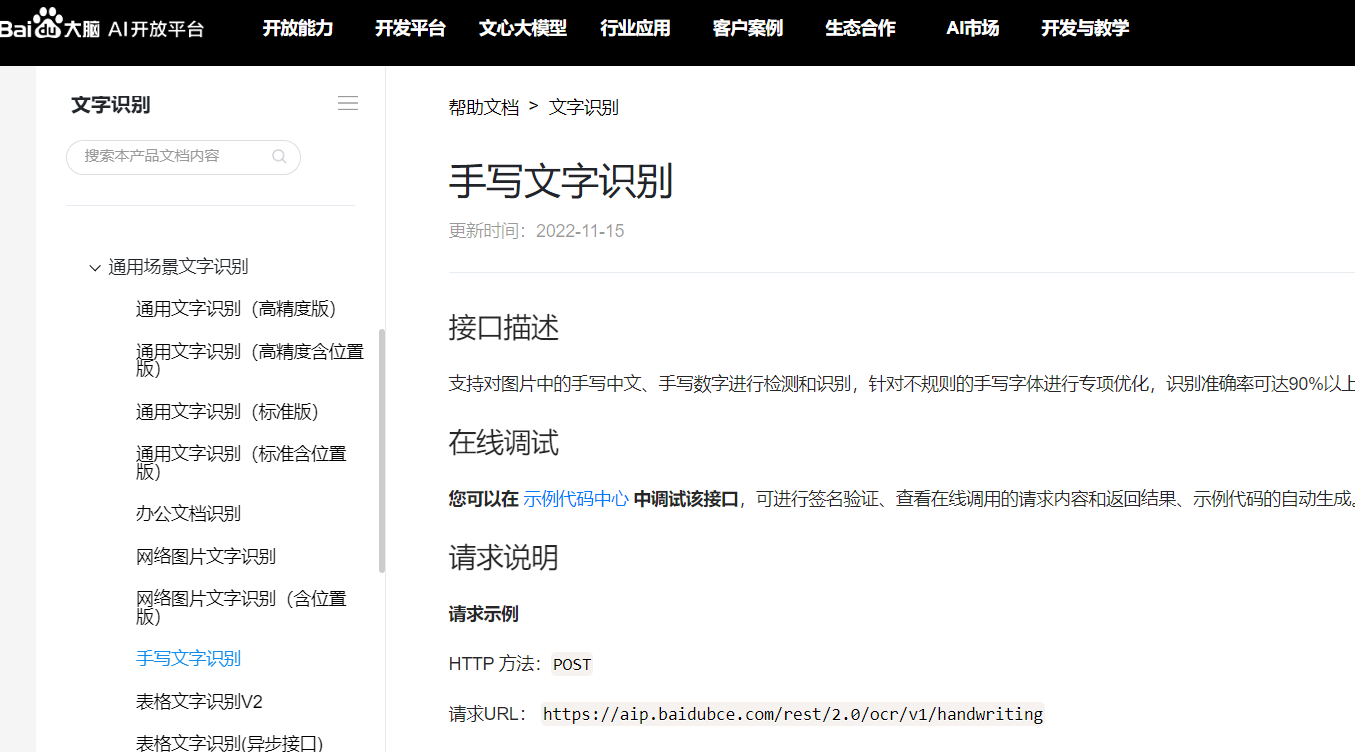 Bai du 大脑 AI开放平台 开放能力 开发平台 文心大模型 行业应用 客户案例 生态合作 AI市场 开发与教学
文字识别
搜索本产品文档内容
通用场景文字识别
通用文字识别（高精度版）
通用文字识别（高精度含位置
版）
通用文字识别（标准版）
通用文字识别（标准含位置
版）
办公文档识别
网络图片文字识别
网络图片文字识别（含位置
版）
手写文字识别
表格文字识别V2
表格文字识别(异步接口)
帮助文档 > 文字识别
手写文字识别
更新时间：2022-11-15
接口描述
支持对图片中的手写中文、手写数字进行检测和识别，针对不规则的手写字体进行专项优化，识别准确率可达90%以上
在线调试
您可以在 示例代码中心 中调试该接口，可进行签名验证、查看在线调用的请求内容和返回结果、示例代码的自动生成。
请求说明
请求示例
HTTP 方法：POST
请求URL： https://aip.baidubce.com/rest/2.0/ocr/v1/handwriting